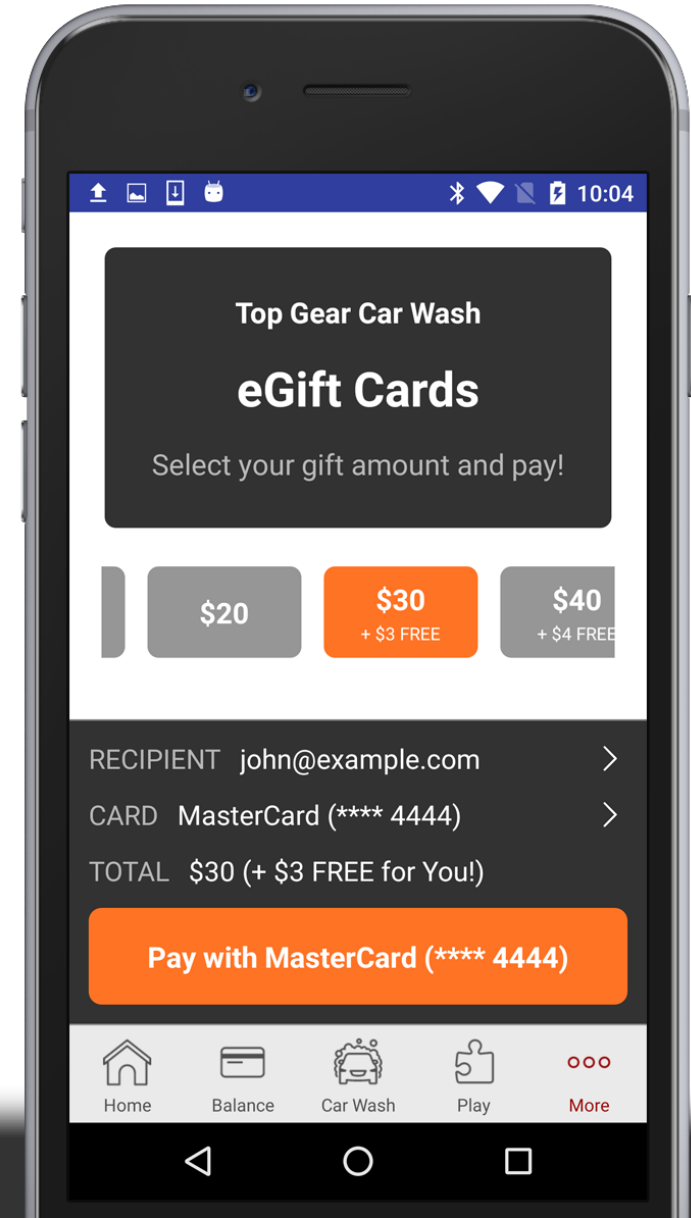 10:04
Top Gear Car Wash
eGift Cards
Select your gift amount and pay!
$20
$30
+ $3 FREE
$40
+ $4 FREE
RECIPIENT john@example.com
CARD MasterCard (**** 4444)
TOTAL $30 (+ $3 FREE for You!)
Pay with MasterCard (**** 4444)
Home Balance Car Wash Play More